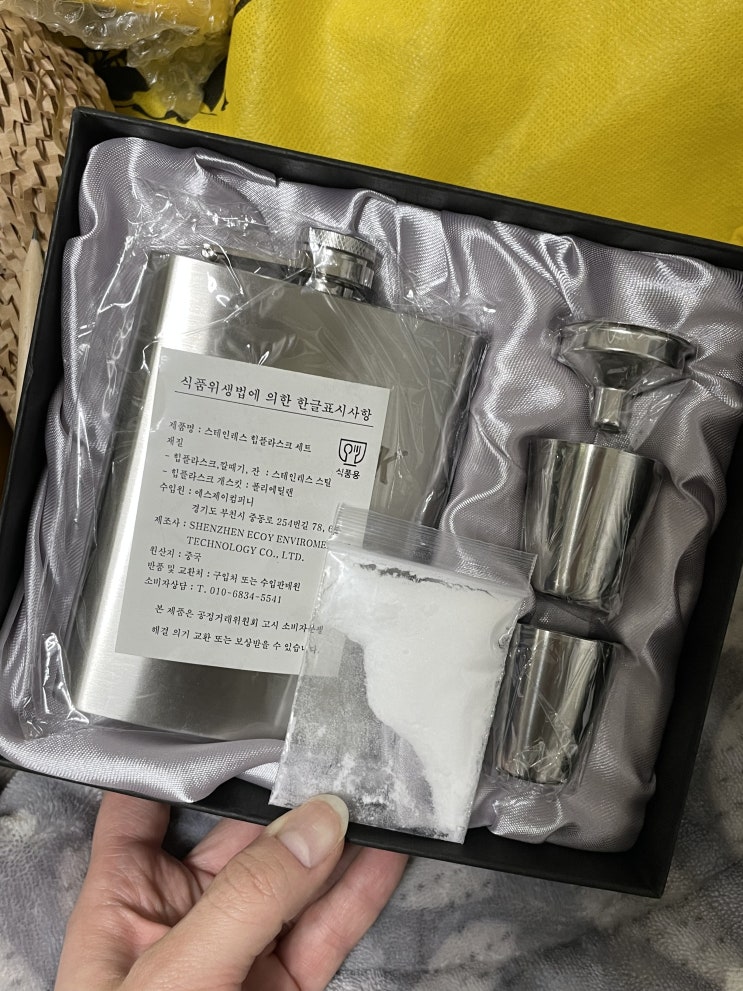 식품위생법에 의한 한글표시사항
제품명 : 스테인레스 힙플라스크 세트
재질
- 힙플라스크,깔때기, 잔 : 스테인레스 스틸
- 힙플라스크 개스킷 : 폴리에틸렌
식품용
수입원 : 에스제이컴퍼니
경기도 부천시 중동로 254번길 78,
제조사 : SHENZHEN ECOY ENVIROME
TECHNOLOGY CO., LTD.
원산지 : 중국
반품 및 교환처 : 구입처 또는 수입판매원
소비자상담 : T. 010-6834-5541
본 제품은 공정거래위원회 고시 소비자분쟁
해결 의거 교환 또는 보상받을 수 있습니다.
K